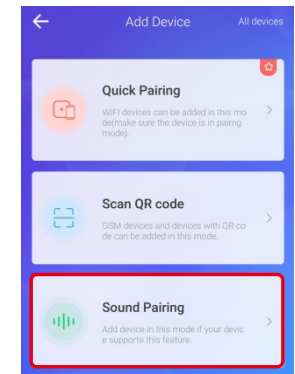 Add Device
All devices
Quick Pairing
WIFI devices can be added in this mo
de(make sure the device is in pairng
mode).
Scan QR code
GSM devices and devices with QR co
de can be added in this mode.
Sound Pairing
Add device in this mode if your devic
e supports this feature.